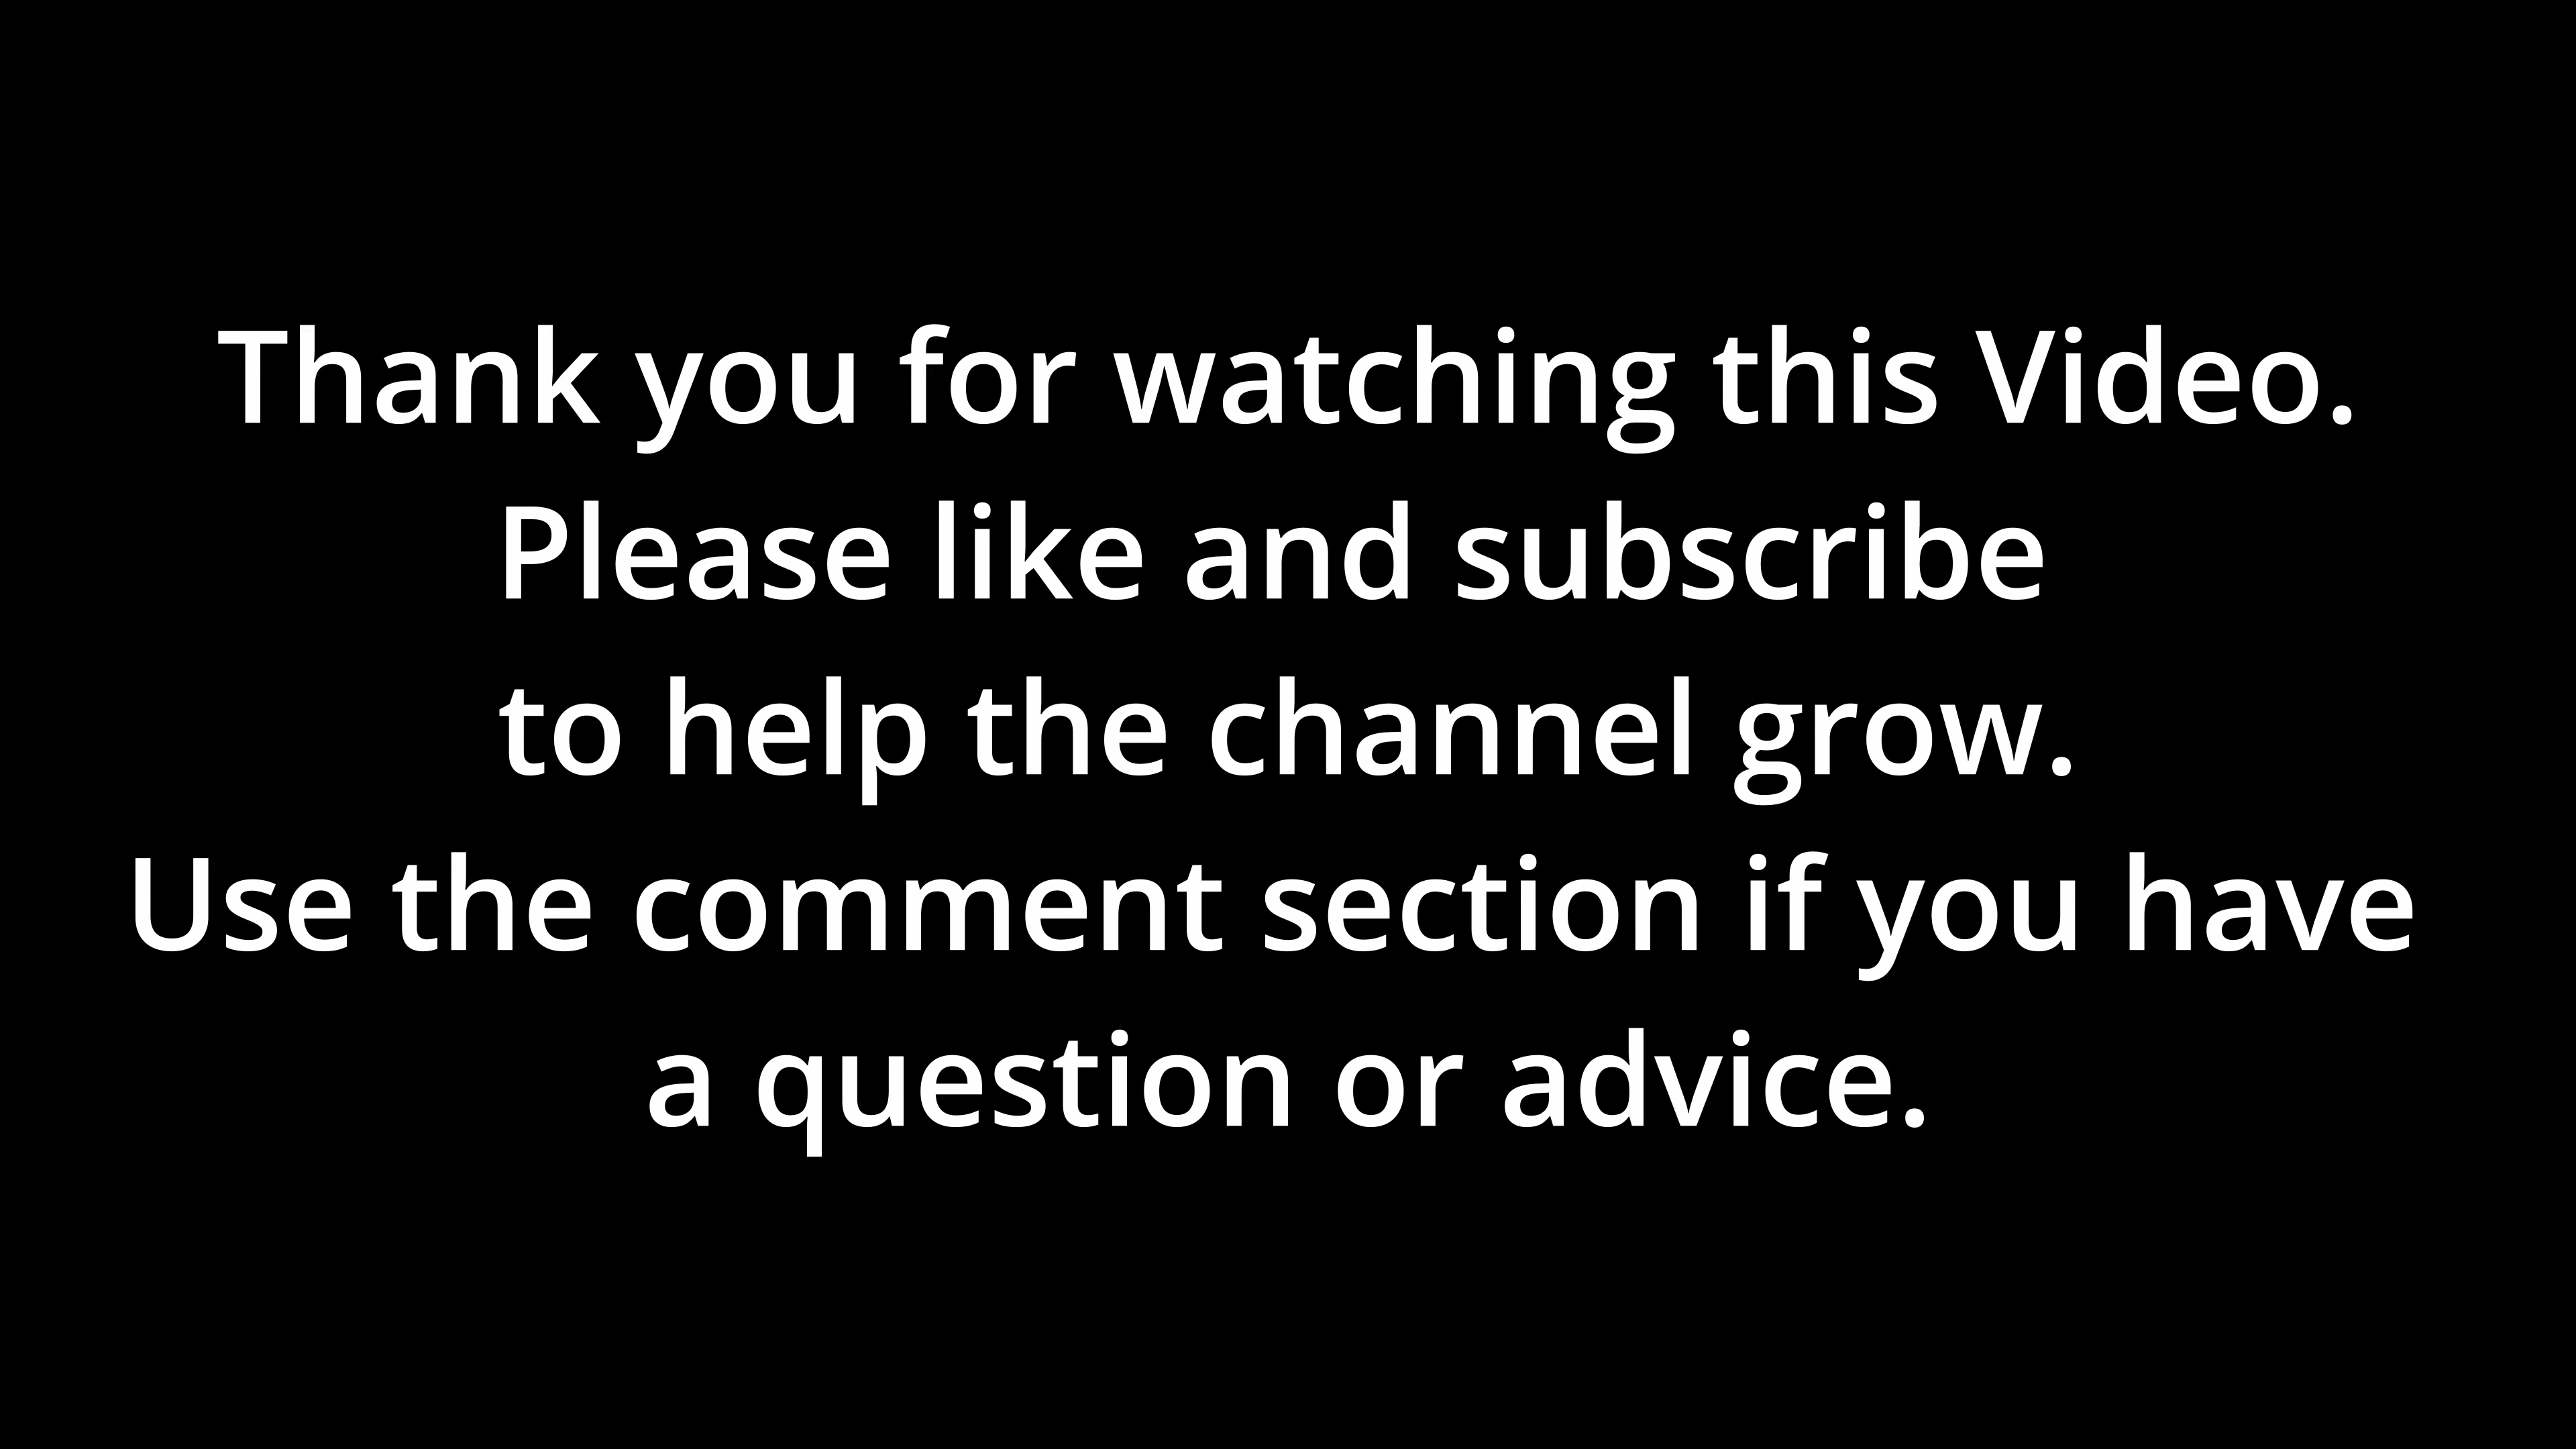 Thank you for watching this Video.
Please like and subscribe
to help the channel grow.
Use the comment section if you have
a question or advice.